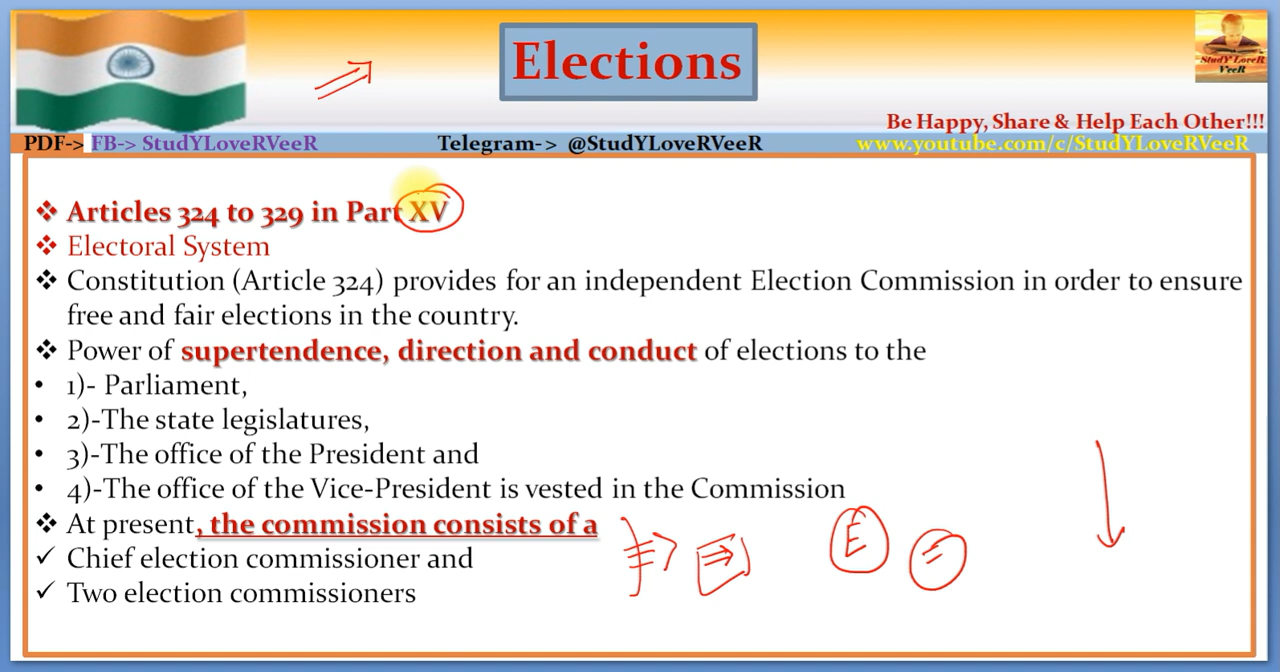 Elections
StudY LoveR
VeeR
Be Happy, Share & Help Each Other!!!
PDF-> FB-> StudYLoveRVeeR Telegram-> @StudYLoveRVeeR www.youtube.com/c/StudYLoveRVeeR
❖ Articles 324 to 329 in Part XV
❖ Electoral System
❖ Constitution (Article 324) provides for an independent Election Commission in order to ensure
free and fair elections in the country.
❖ Power of supertendence, direction and conduct of elections to the
• 1)- Parliament,
• 2)-The state legislatures,
• 3)-The office of the President and
• 4)-The office of the Vice-President is vested in the Commission
❖ At present, the commission consists of a
✓ Chief election commissioner and
E
✓ Two election commissioners